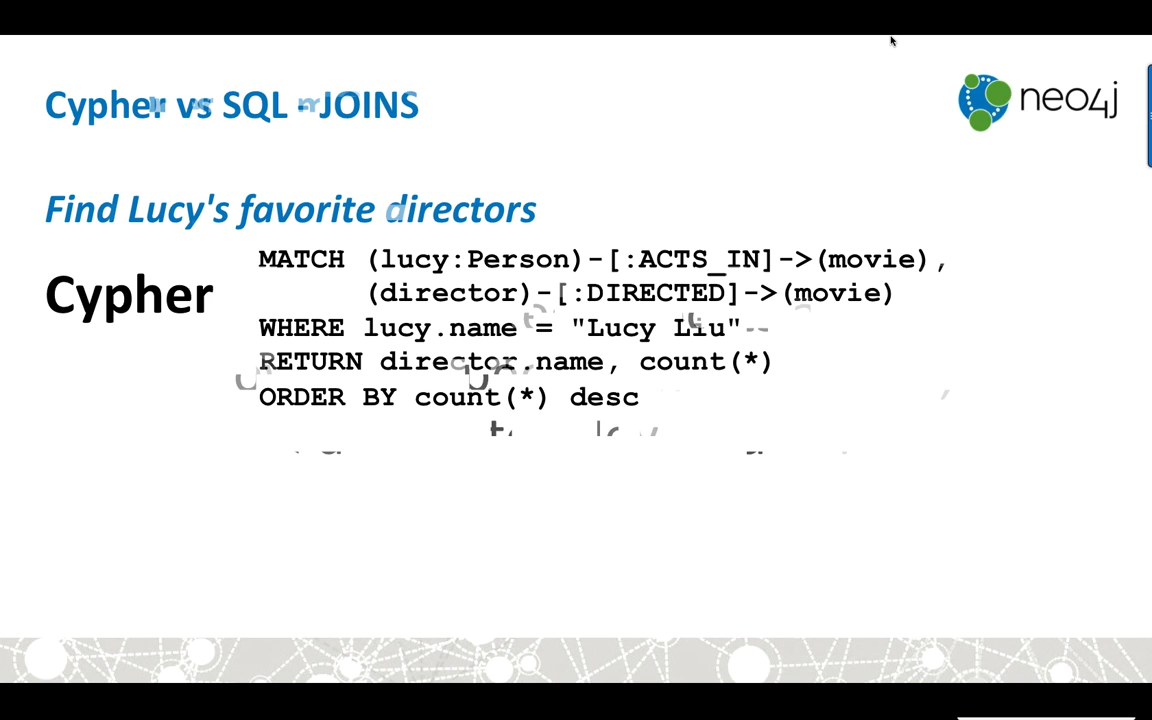 Cypher vs SQL - JOINS
neo4j
Find Lucy's favorite directors
Cypher
MATCH (lucy:Person)-[:ACTS_IN]->(movie),
(director)-[:DIRECTED]->(movie)
WHERE lucy.name = "Lucy Liu"
RETURN director.name, count(*)
ORDER BY count(*) desc